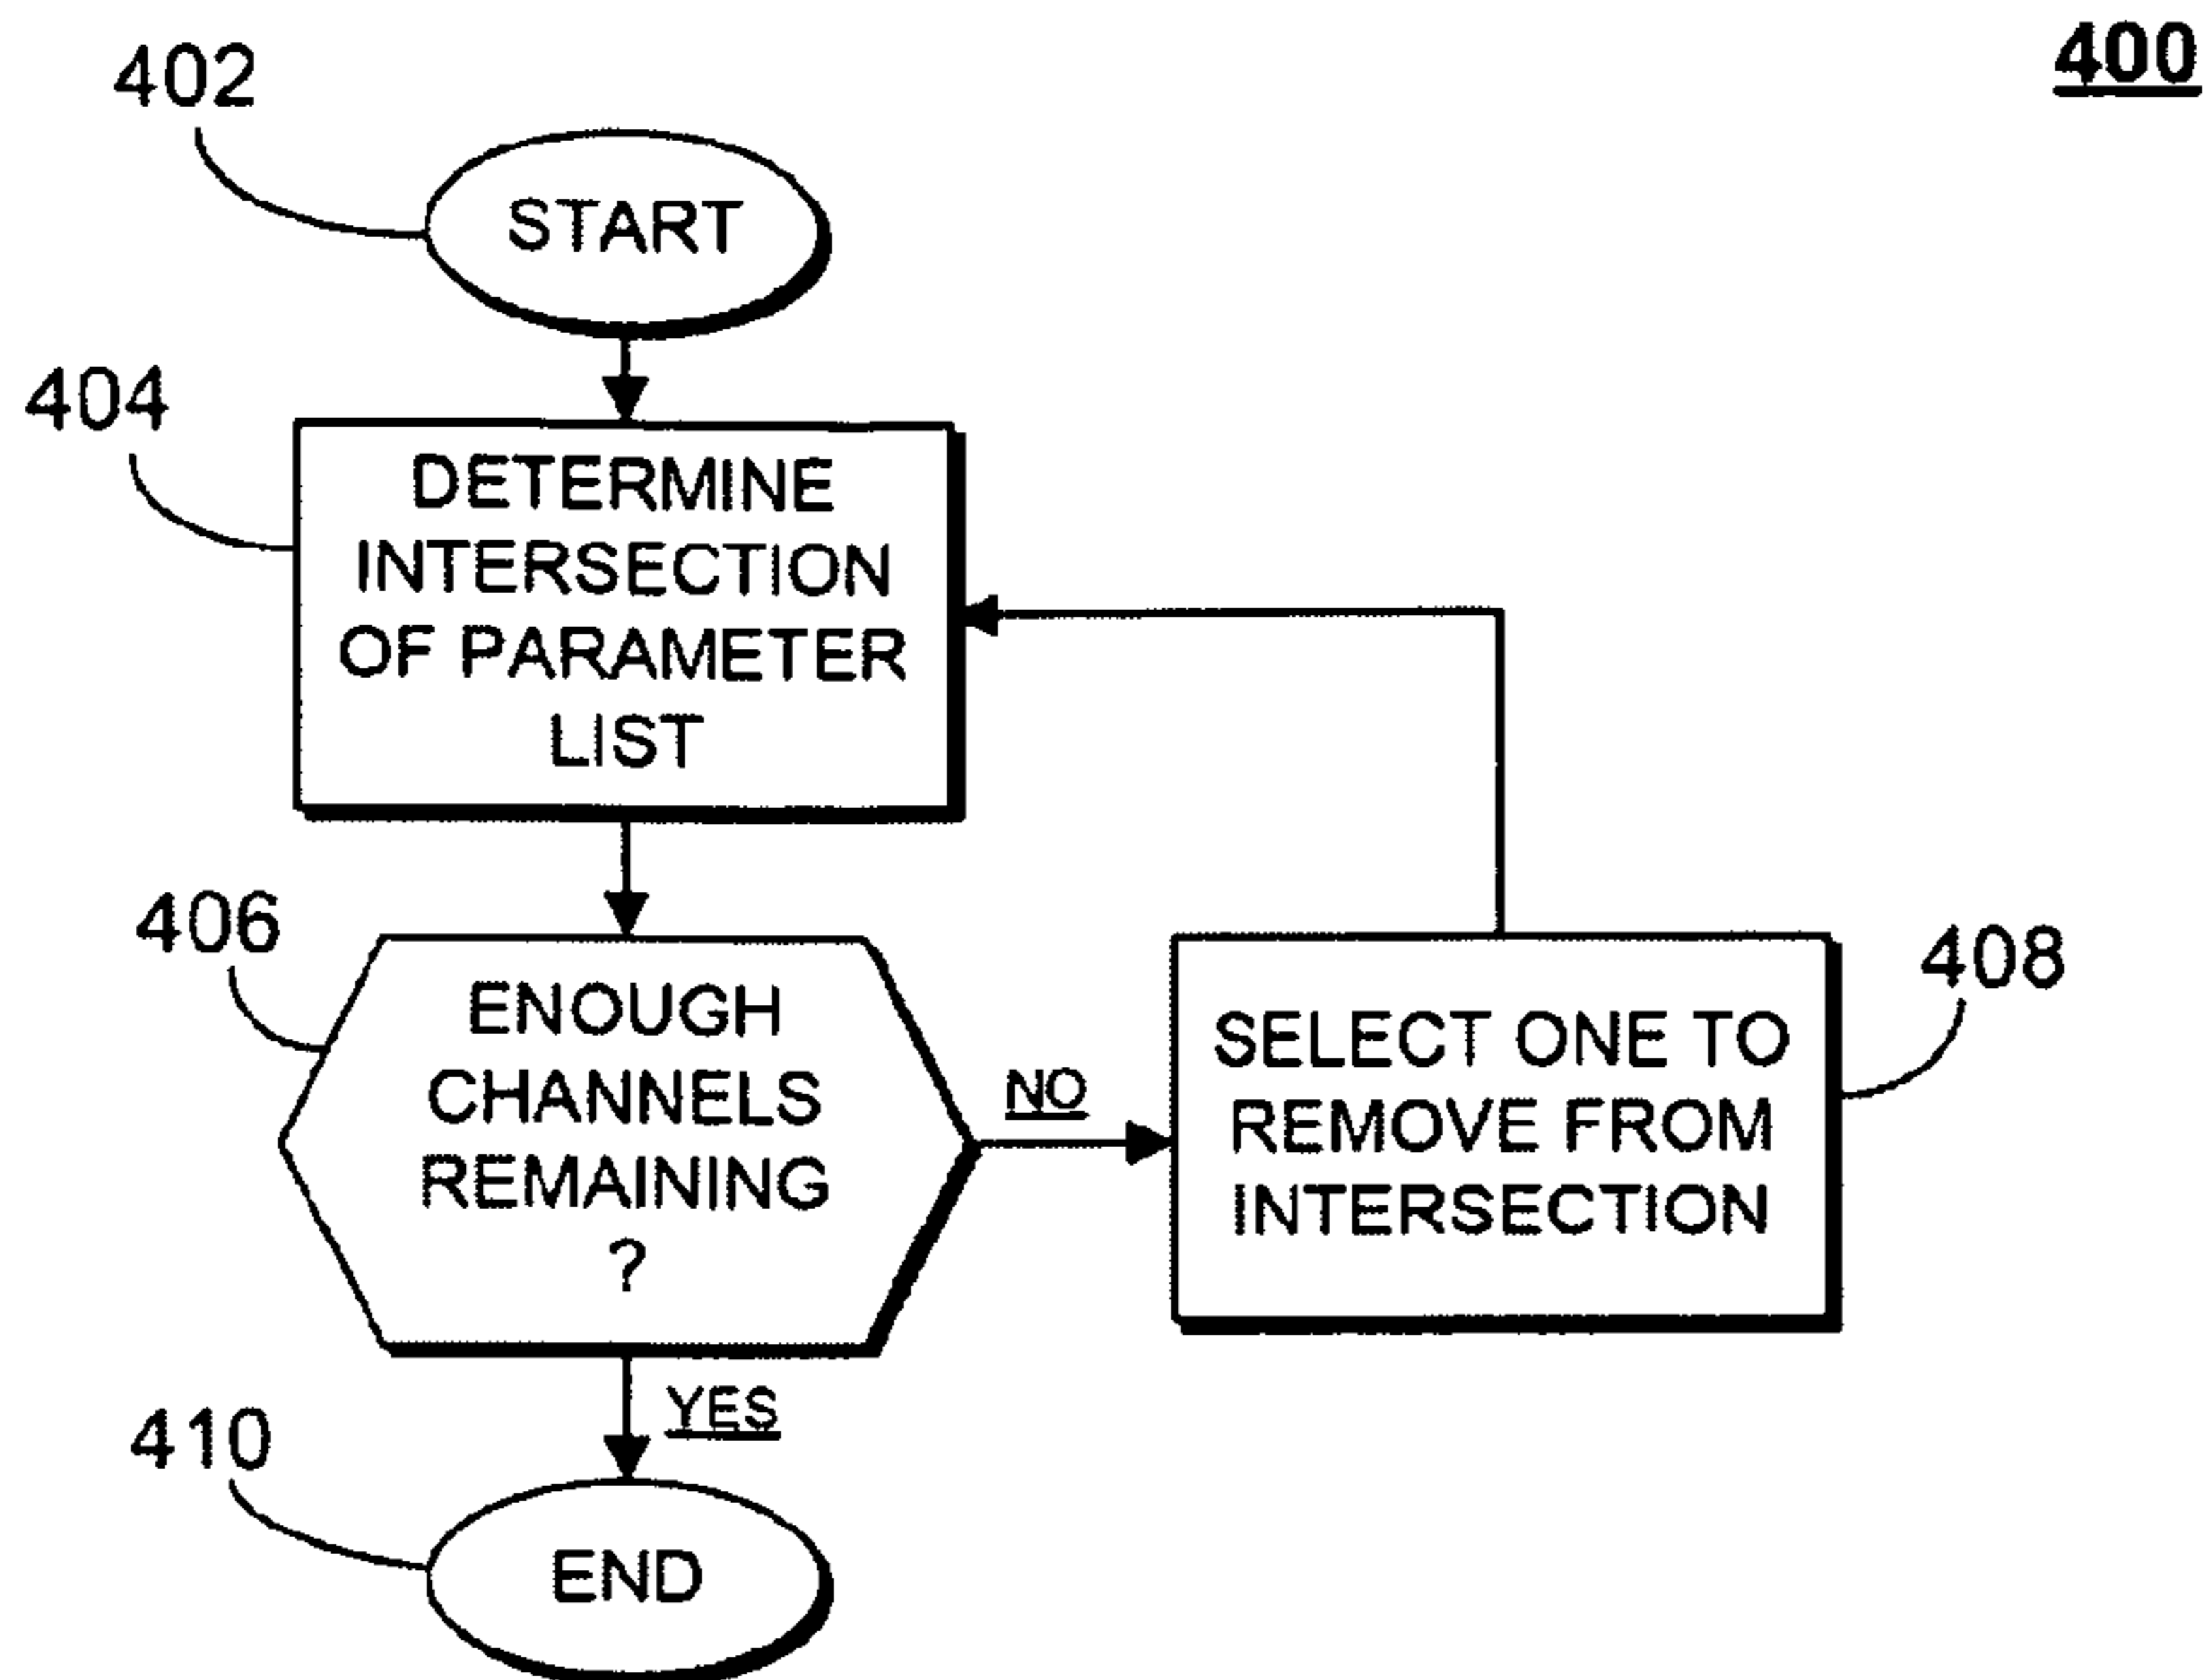 400
402
START
404
DETERMINE
INTERSECTION
OF PARAMETER
LIST
406
ENOUGH
CHANNELS
REMAINING
?
NO
408
SELECT ONE TO
REMOVE FROM
INTERSECTION
YES
410
END